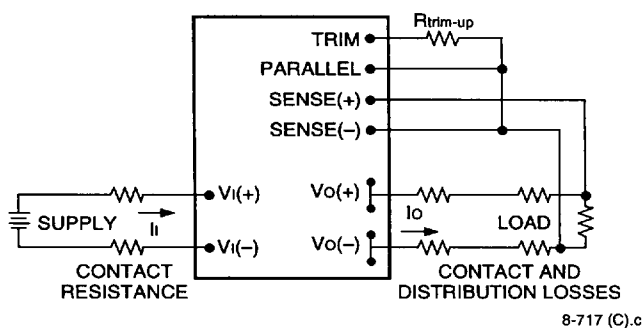 TRIM
Rtrim-up
PARALLEL
SENSE(+)
SENSE(–)
VI(+)
VO(+)
SUPPLY
II
IO
LOAD
VI(–)
VO(–)
CONTACT
RESISTANCE
CONTACT AND
DISTRIBUTION LOSSES
8-717 (C).c